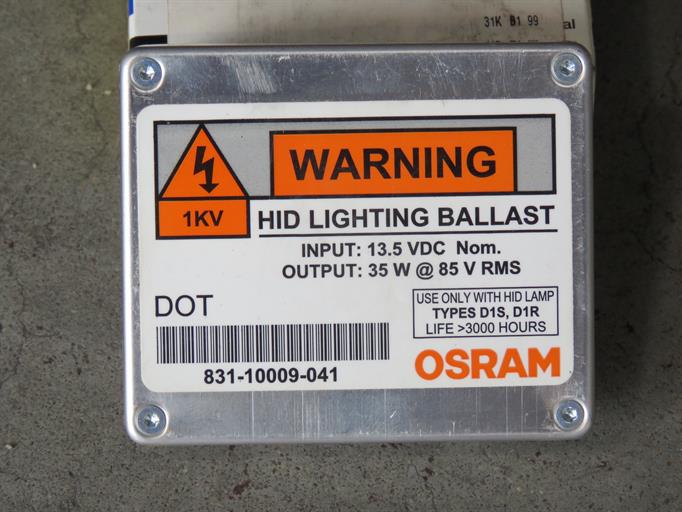 31K B1 99
al
WARNING
1KV
HID LIGHTING BALLAST
INPUT: 13.5 VDC Nom.
OUTPUT: 35 W @ 85 V RMS
DOT
USE ONLY WITH HID LAMP
TYPES D1S, D1R
LIFE >3000 HOURS
831-10009-041
OSRAM